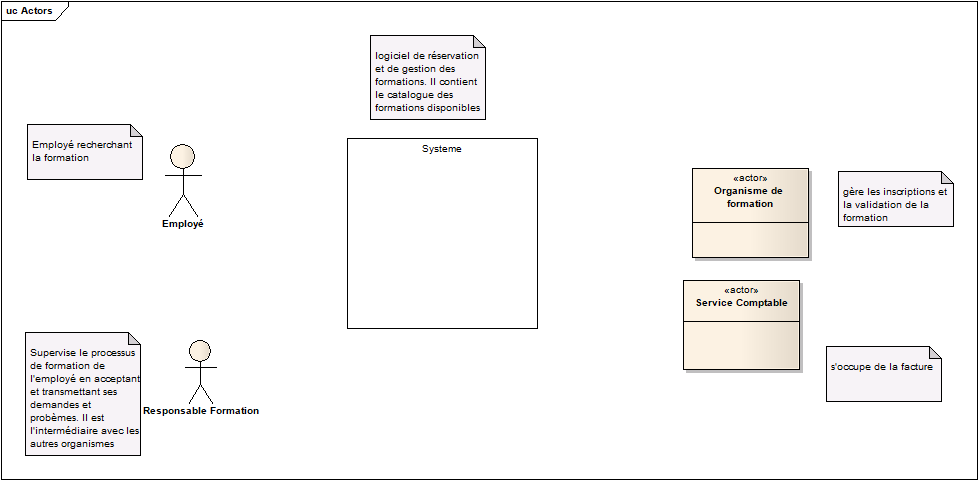 uc Actors
logiciel de réservation
et de gestion des
formations. Il contient
le catalogue des
formations disponibles
Employé recherchant
la formation
Employé
Systeme
«actor»
Organisme de
formation
gère les inscriptions et
la validation de la
formation
«actor»
Service Comptable
Supervise le processus
de formation de
l'employé en acceptant
et transmettant ses
demandes et
probèmes. Il est
l'intermédiaire avec les
autres organismes
Responsable Formation
s'occupe de la facture